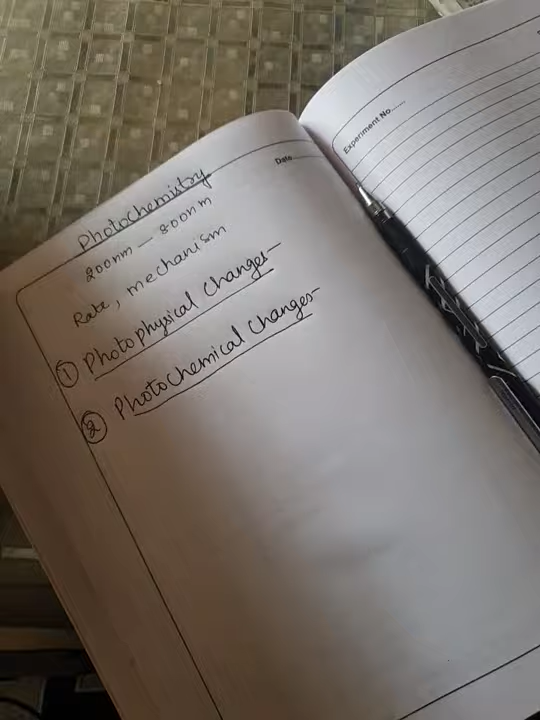 Experiment No......
Date..........
Photochemistry
200nm - 800nm
Rate, mechanism
① Photophysical Changes-
② Photochemical Changes-